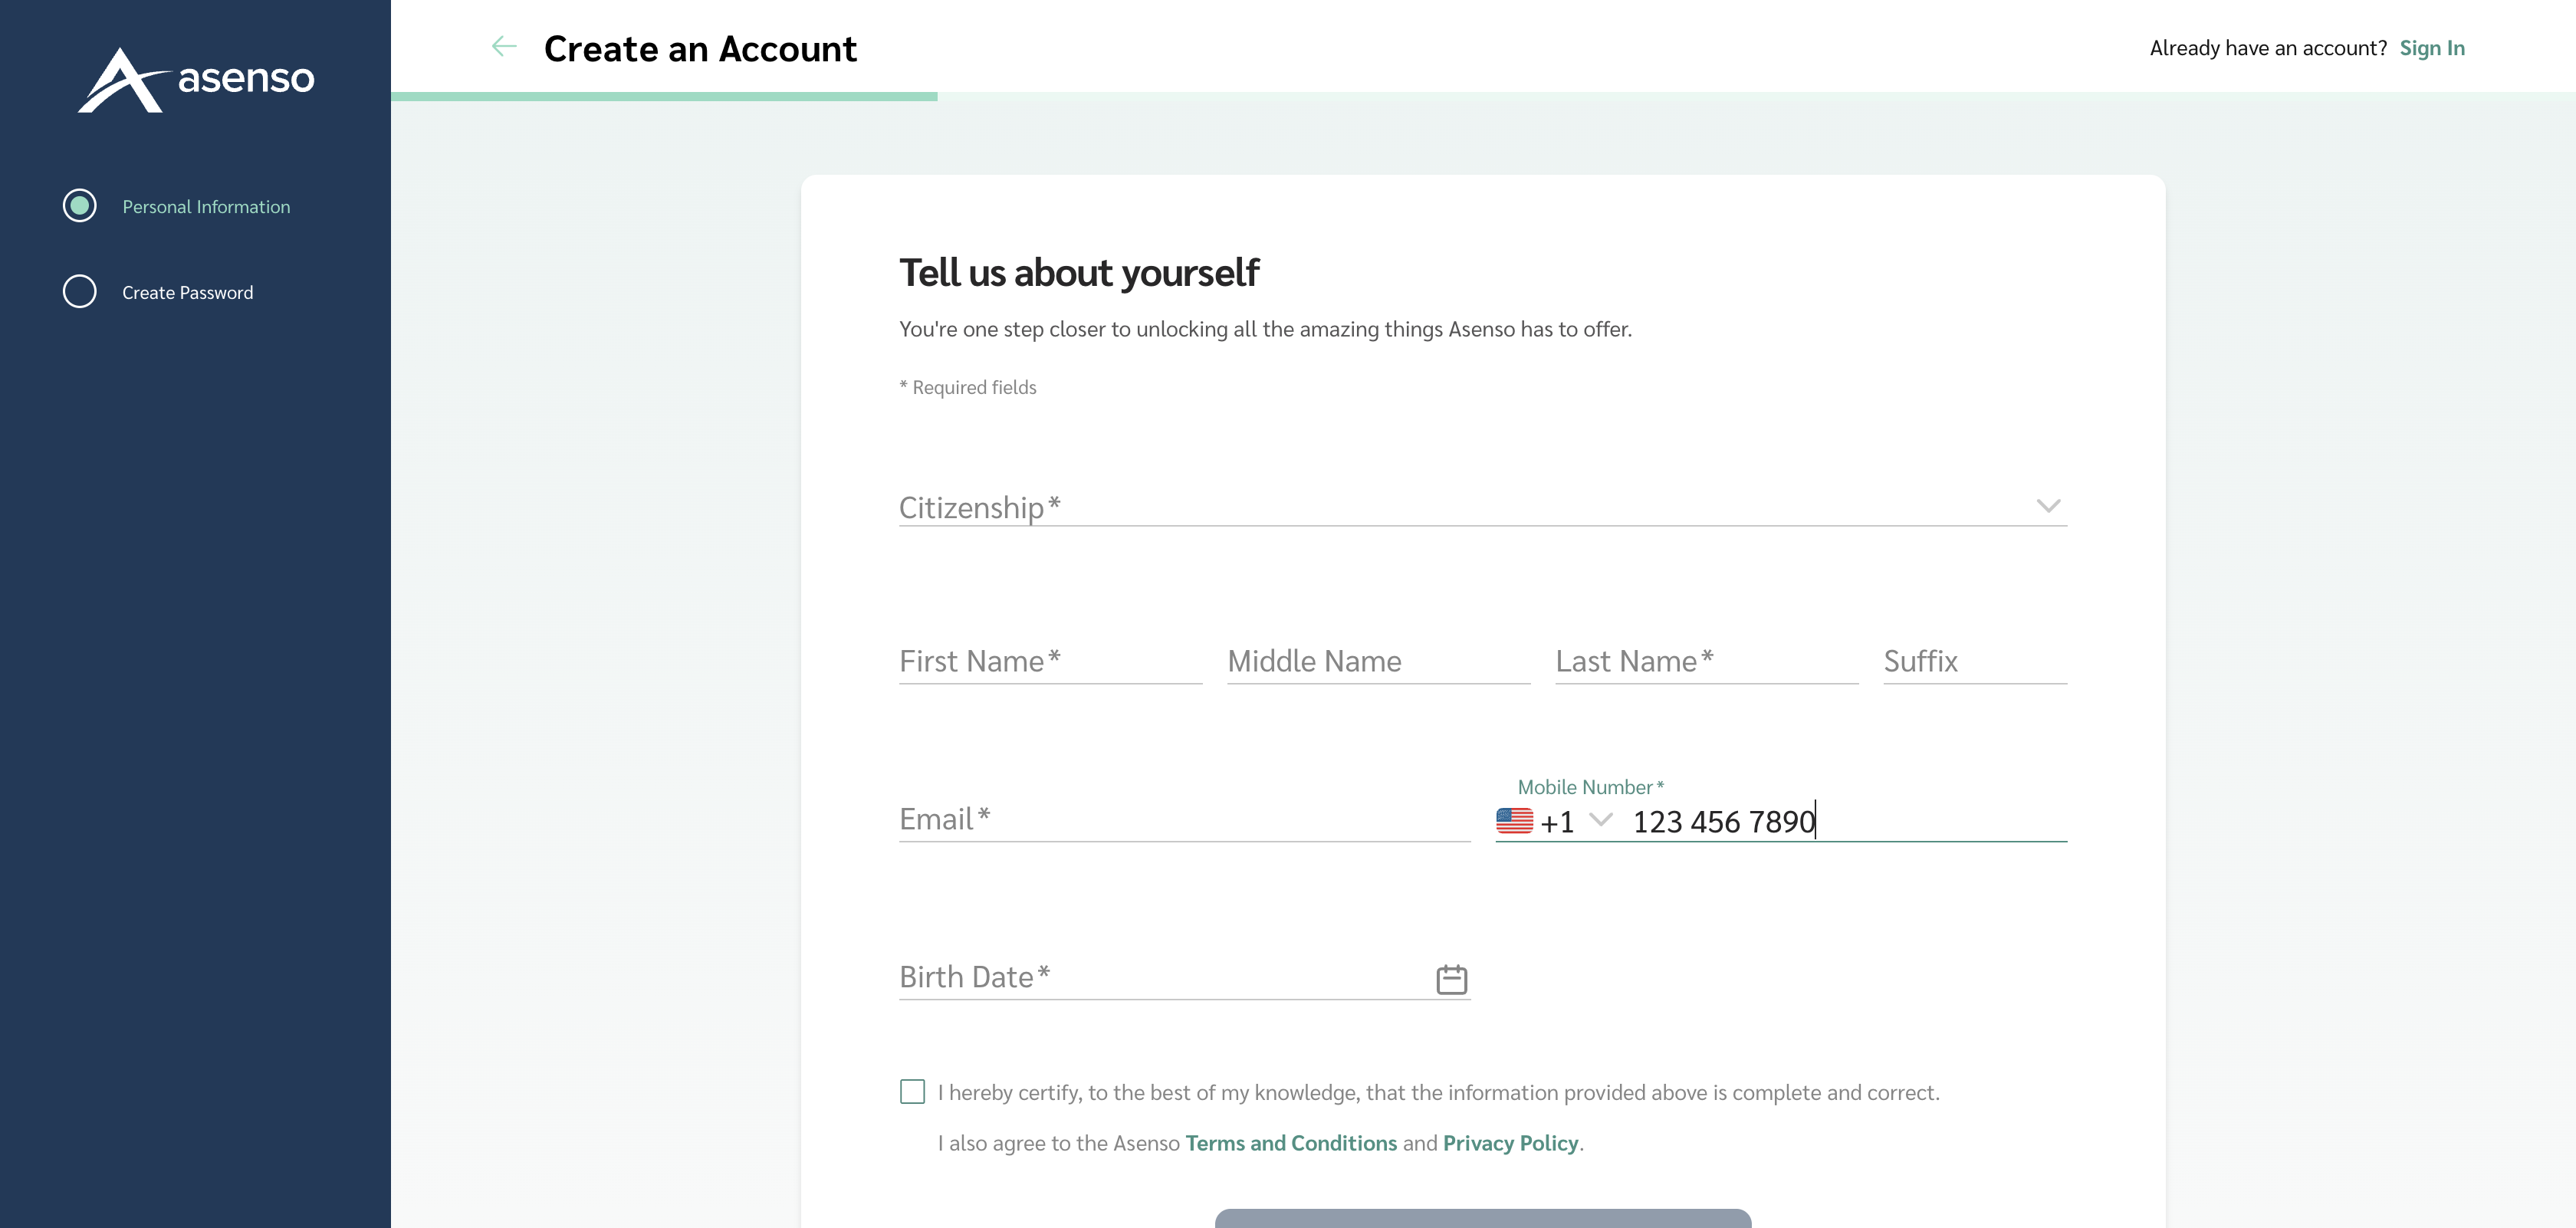 asenso
Personal Information
Create Password
Create an Account
Already have an account? Sign In
Tell us about yourself
You're one step closer to unlocking all the amazing things Asenso has to offer.
* Required fields
Citizenship*
First Name* Middle Name Last Name* Suffix
Mobile Number*
Email* +1 123 456 7890
Birth Date*
I hereby certify, to the best of my knowledge, that the information provided above is complete and correct.
I also agree to the Asenso Terms and Conditions and Privacy Policy.